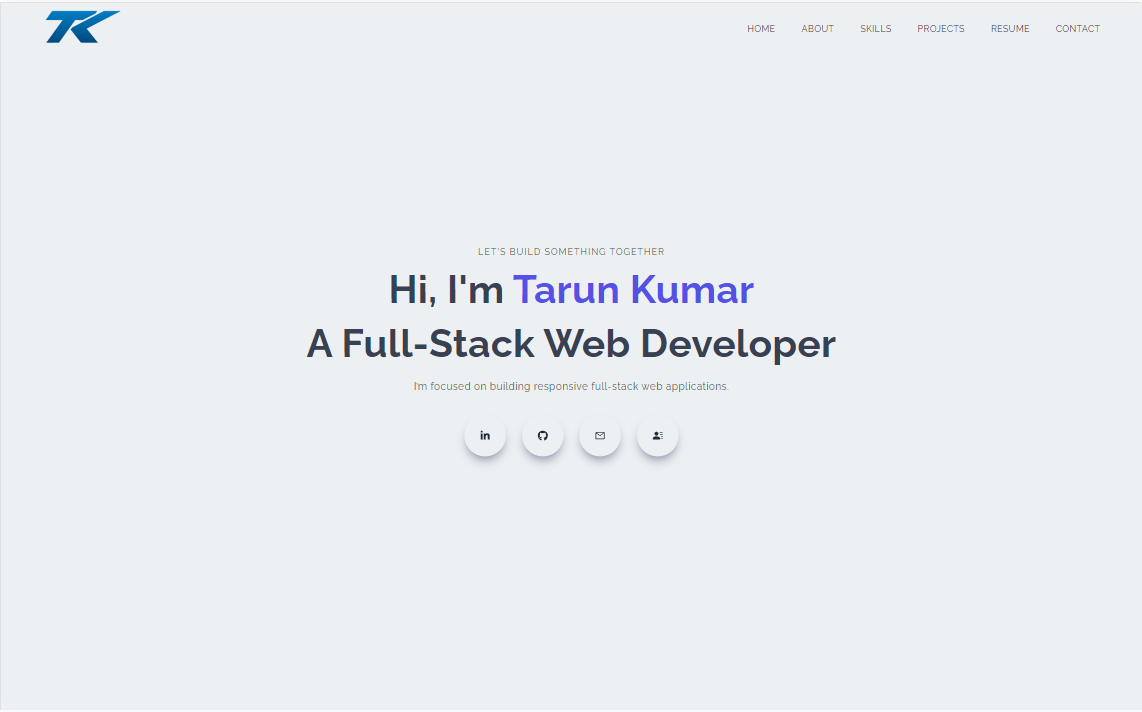 TK
HOME ABOUT SKILLS PROJECTS RESUME CONTACT
LET'S BUILD SOMETHING TOGETHER
Hi, I'm Tarun Kumar
A Full-Stack Web Developer
I'm focused on building responsive full-stack web applications.
in